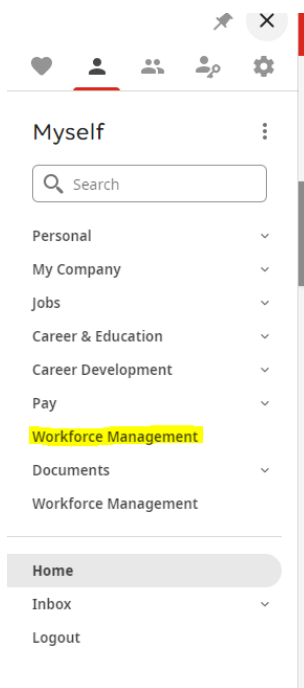 Myself
Search
Personal
My Company
Jobs
Career & Education
Career Development
Pay
Workforce Management
Documents
Workforce Management
Home
Inbox
Logout